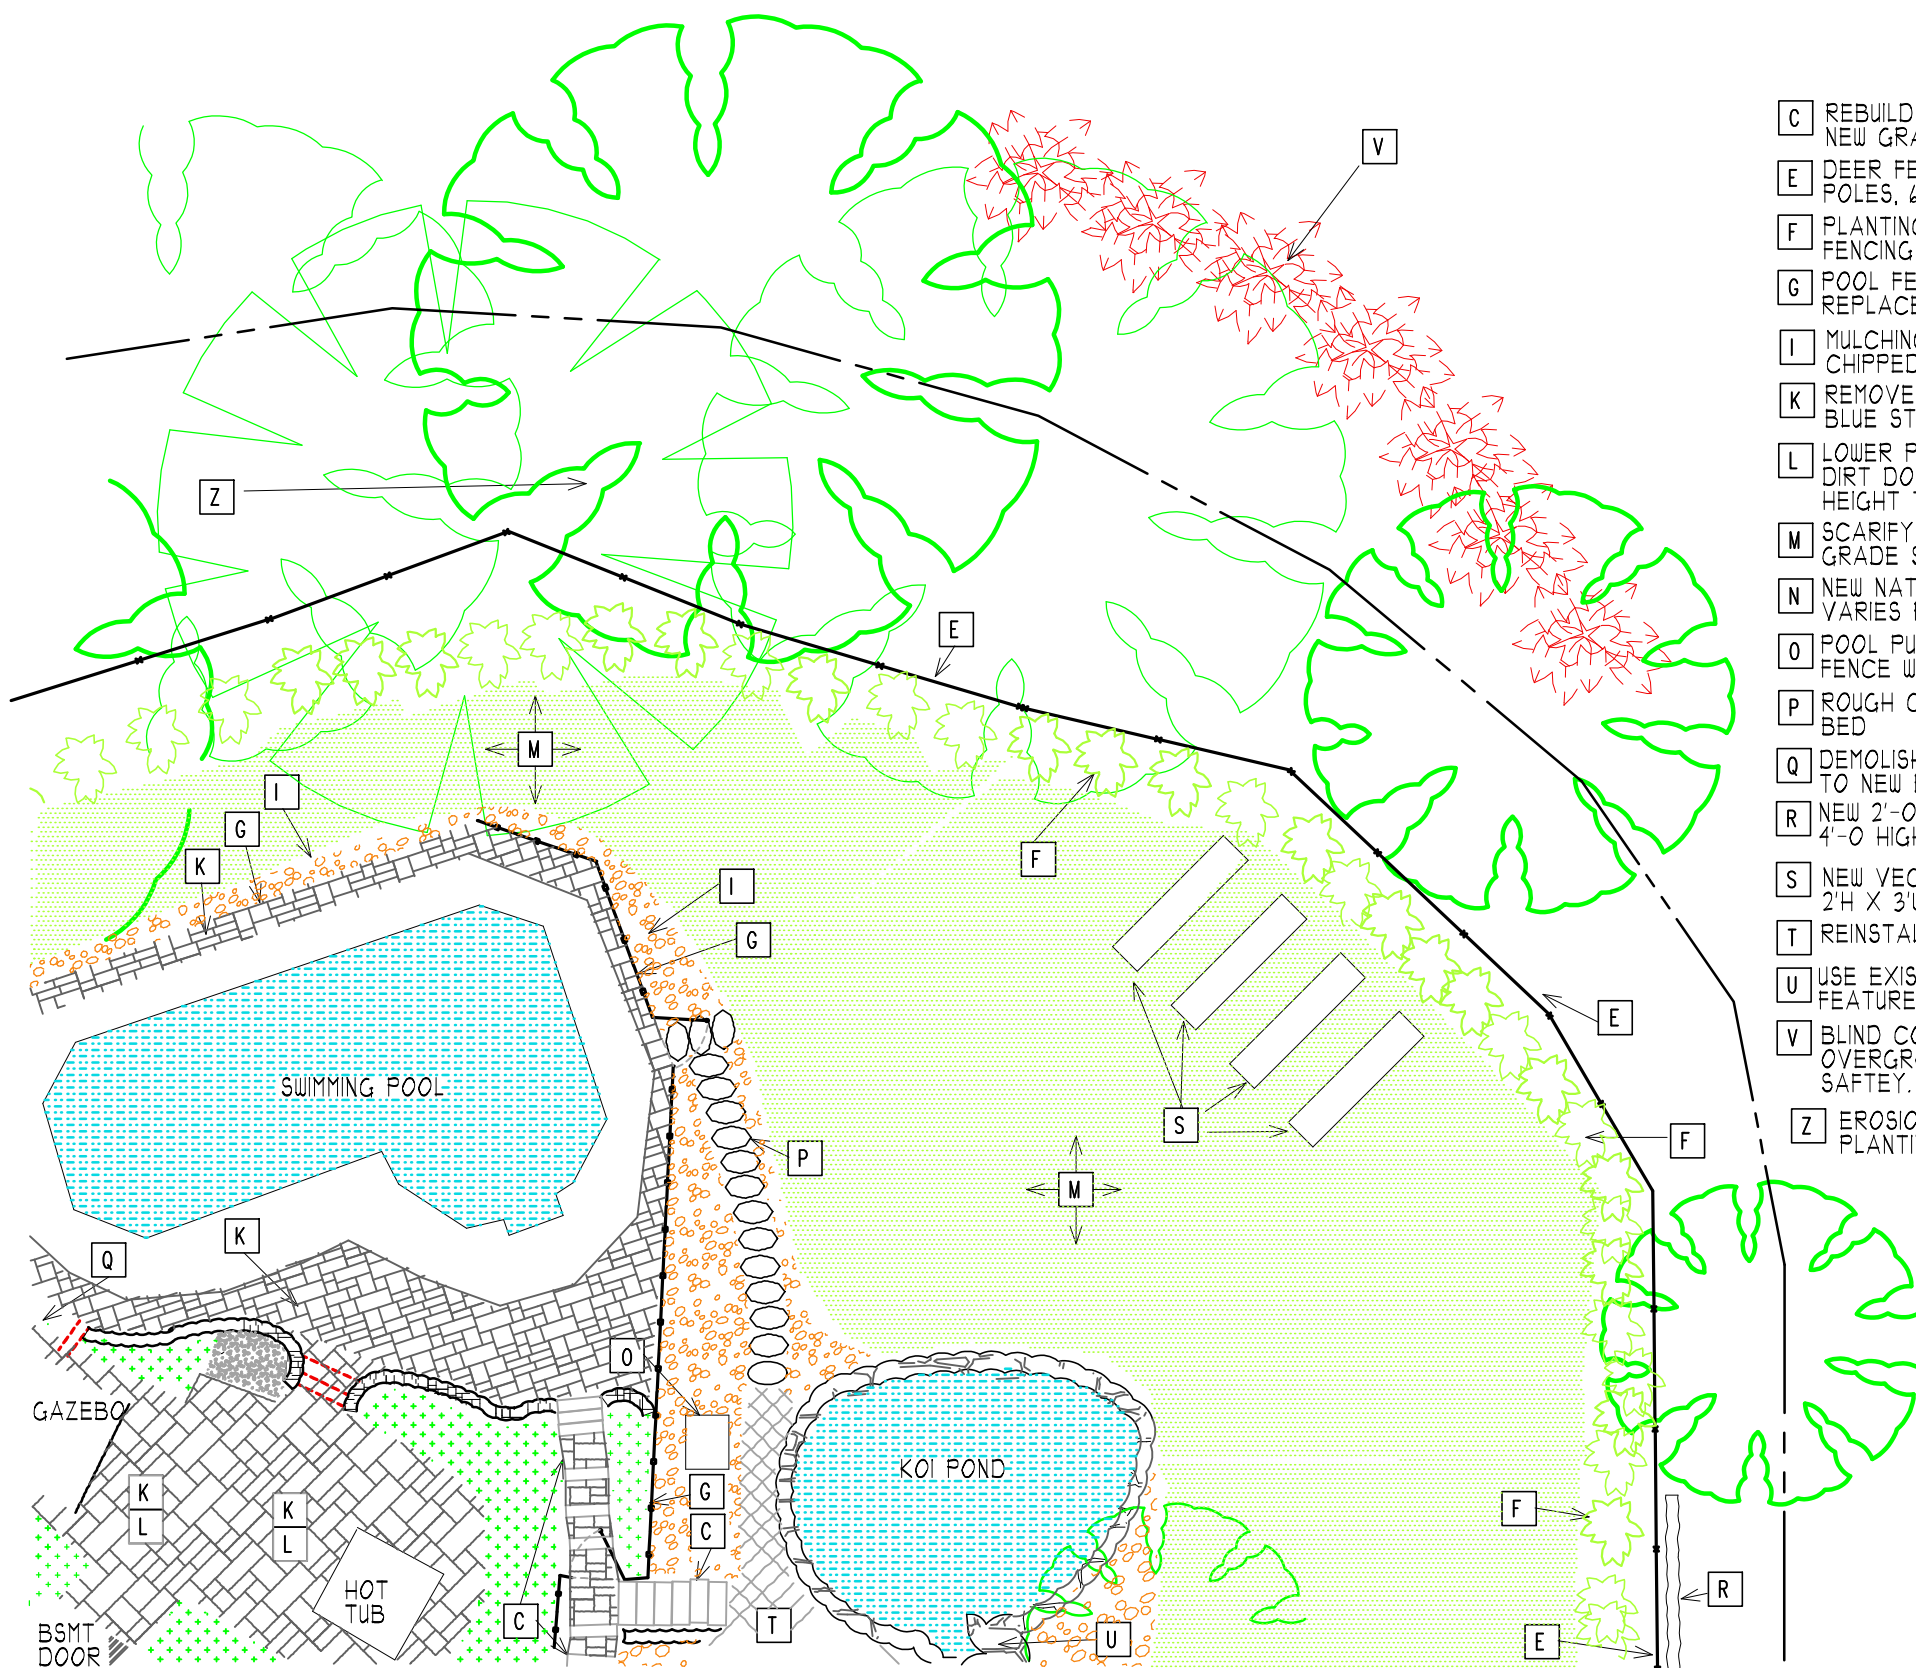 V
C REBUILD
NEW GRA
E DEER FE
POLES, 6
F PLANTING
FENCING
G POOL FE
REPLACE
I MULCHING
CHIPPED
K REMOVE
BLUE ST
L LOWER P
DIRT DO
HEIGHT T
M SCARIFY
GRADE S
N NEW NAT
VARIES
O POOL PU
FENCE W
P ROUGH C
BED
Q DEMOLISH
TO NEW
R NEW 2'-0
4'-0 HIGH
S NEW VEG
2'H X 3'
T REINSTAL
U USE EXIS
FEATURE
V BLIND CO
OVERGR
SAFTEY.
Z EROSIO
PLANTI
Z
E
M
I
G
K
F
I
G
E
SWIMMING POOL
S
F
P
M
K
Q
O
GAZEBO
KOI POND
K
L
K
L
G
C
F
HOT
TUB
R
C
T
U
E
BSMT
DOOR